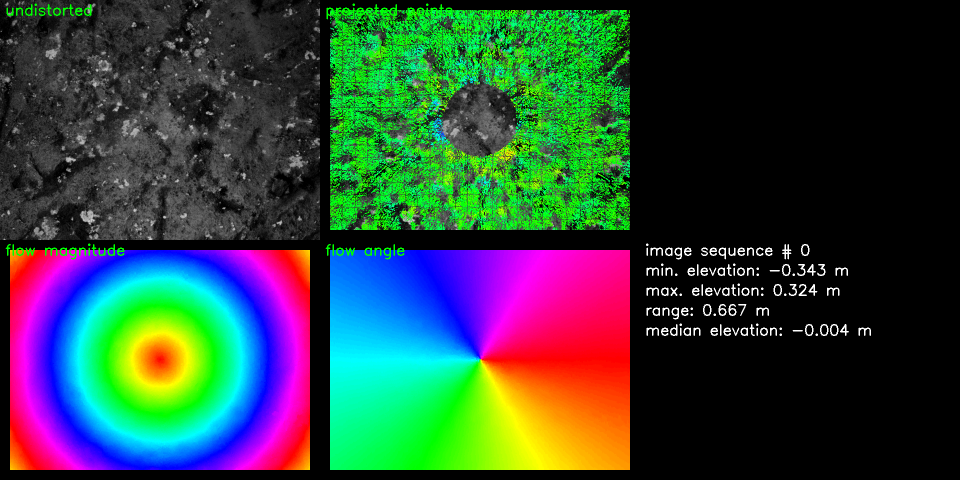 undistorted
projected points
flow magnitude
flow angle
image sequence # 0
min. elevation: −0.343 m
max. elevation: 0.324 m
range: 0.667 m
median elevation: −0.004 m